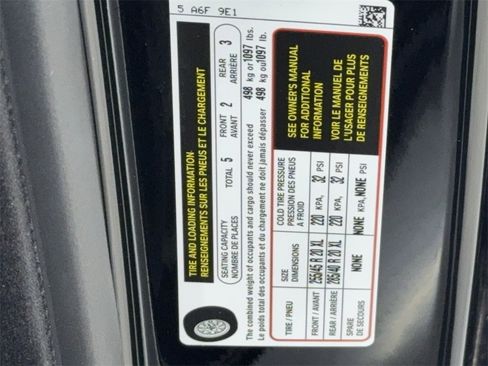 5 A6F 9E1
TIRE AND LOADING INFORMATION
RENSEIGNEMENTS SUR LES PNEUS ET LE CHARGEMENT
SEATING CAPACITY
NOMBRE DE PLACES
TOTAL 5
FRONT
AVANT
2
REAR
ARRIÈRE
3
The combined weight of occupants and cargo should never exceed 498 kg or 1097 lbs.
Le poids total des occupants et du chargement ne doit jamais dépasser 498 kg ou 1097 lb.
TIRE / PNEU
SIZE
DIMENSIONS
COLD TIRE PRESSURE
PRESSION DES PNEUS
A FROID
FRONT / AVANT 255/45 R 20 XL 220 KPA, 32 PSI
REAR / ARRIÈRE 285/40 R 20 XL 220 KPA, 32 PSI
SPARE
DE SECOURS
NONE NONE KPA, NONE PSI
SEE OWNER'S MANUAL
FOR ADDITIONAL
INFORMATION
VOIR LE MANUEL DE
L'USAGER POUR PLUS
DE RENSEIGNEMENTS